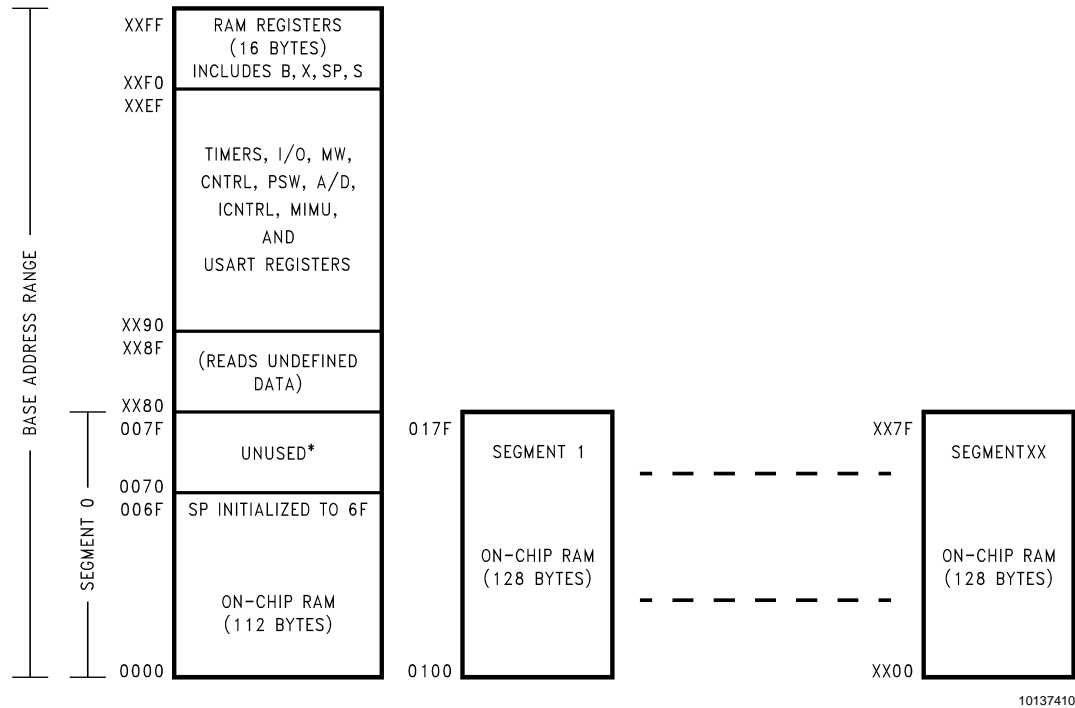 XXFF
RAM REGISTERS
(16 BYTES)
INCLUDES B, X, SP, S
XXF0
XXEF
TIMERS, I/O, MW,
CNTRL, PSW, A/D,
ICNTRL, MIMU,
AND
USART REGISTERS
XX90
XX8F
(READS UNDEFINED
DATA)
XX80
007F
UNUSED*
0070
006F
SP INITIALIZED TO 6F
ON-CHIP RAM
(112 BYTES)
0000
BASE ADDRESS RANGE
SEGMENT 0
017F
SEGMENT 1
ON-CHIP RAM
(128 BYTES)
0100
XX7F
SEGMENTXX
ON-CHIP RAM
(128 BYTES)
XX00
10137410